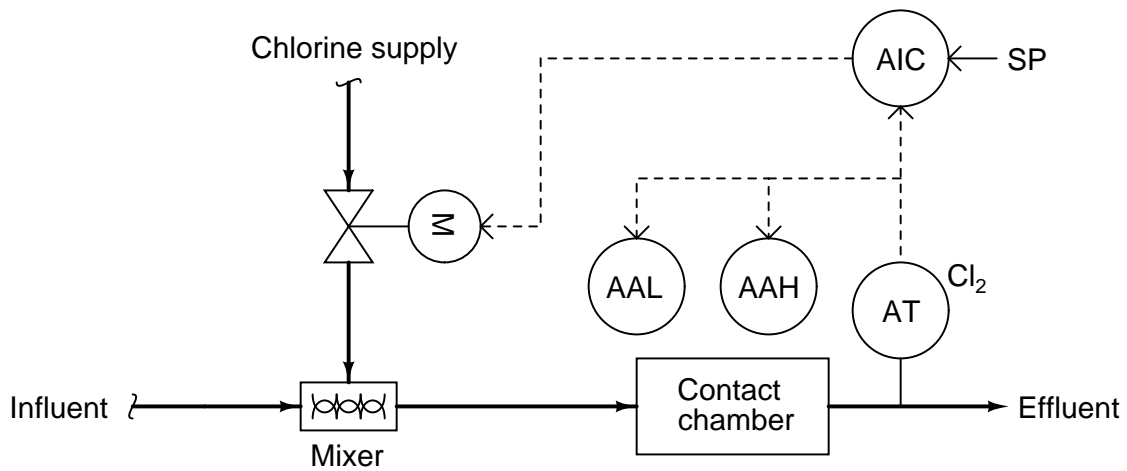 Chlorine supply
AIC
SP
M
AAL
AAH
AT
Cl₂
Influent
Mixer
Contact
chamber
Effluent